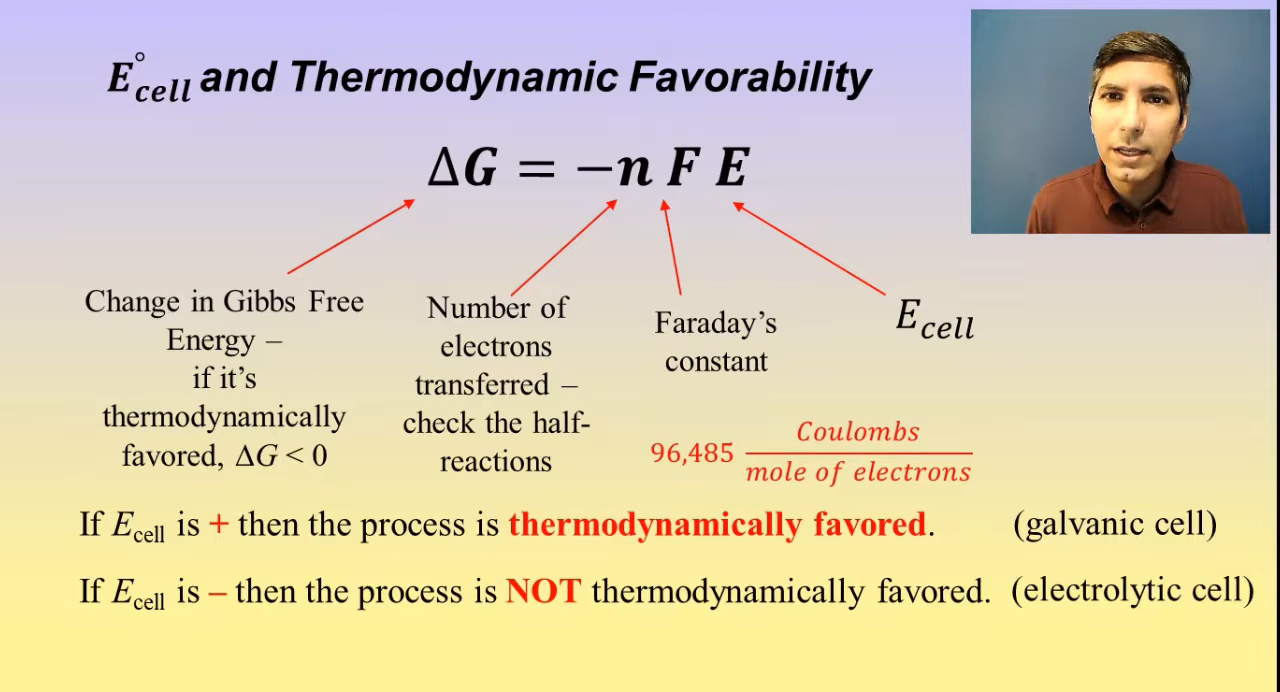 E°cell and Thermodynamic Favorability
ΔG = −n F E
Change in Gibbs Free
Energy –
if it’s
thermodynamically
favored, ΔG < 0
Number of
electrons
transferred –
check the half-
reactions
Faraday’s
constant
Ecell
96,485 Coulombs
mole of electrons
If Ecell is + then the process is thermodynamically favored. (galvanic cell)
If Ecell is – then the process is NOT thermodynamically favored. (electrolytic cell)